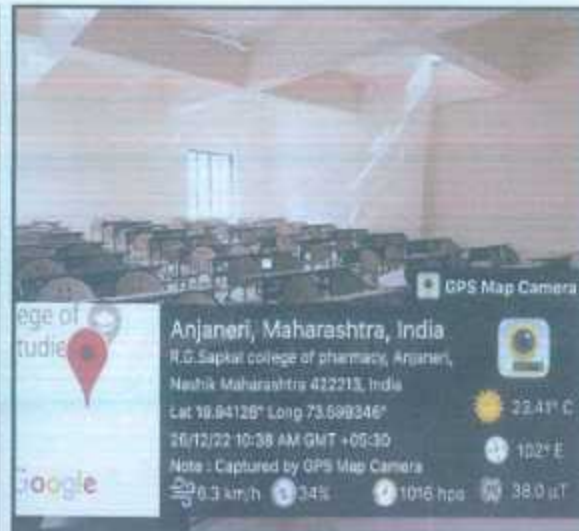 GPS Map Camera
ege of
tudie
Google
Anjaneri, Maharashtra, India
R.G.Sapkal college of pharmacy, Anjaneri,
Nashik Maharashtra 422213, India
Lat 19.94126° Long 73.599346°
26/12/22 10:38 AM GMT +05:30
Note : Captured by GPS Map Camera
23.41° C
102° E
6.3 km/h 34% 1016 hpa 38.0 µT